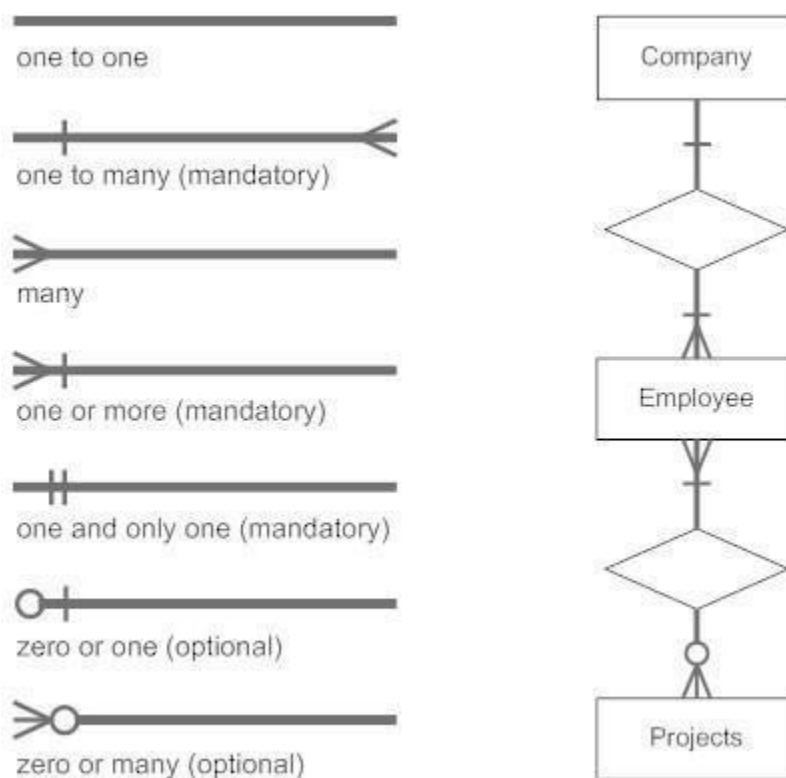 one to one
one to many (mandatory)
many
one or more (mandatory)
one and only one (mandatory)
zero or one (optional)
zero or many (optional)
Company
Employee
Projects